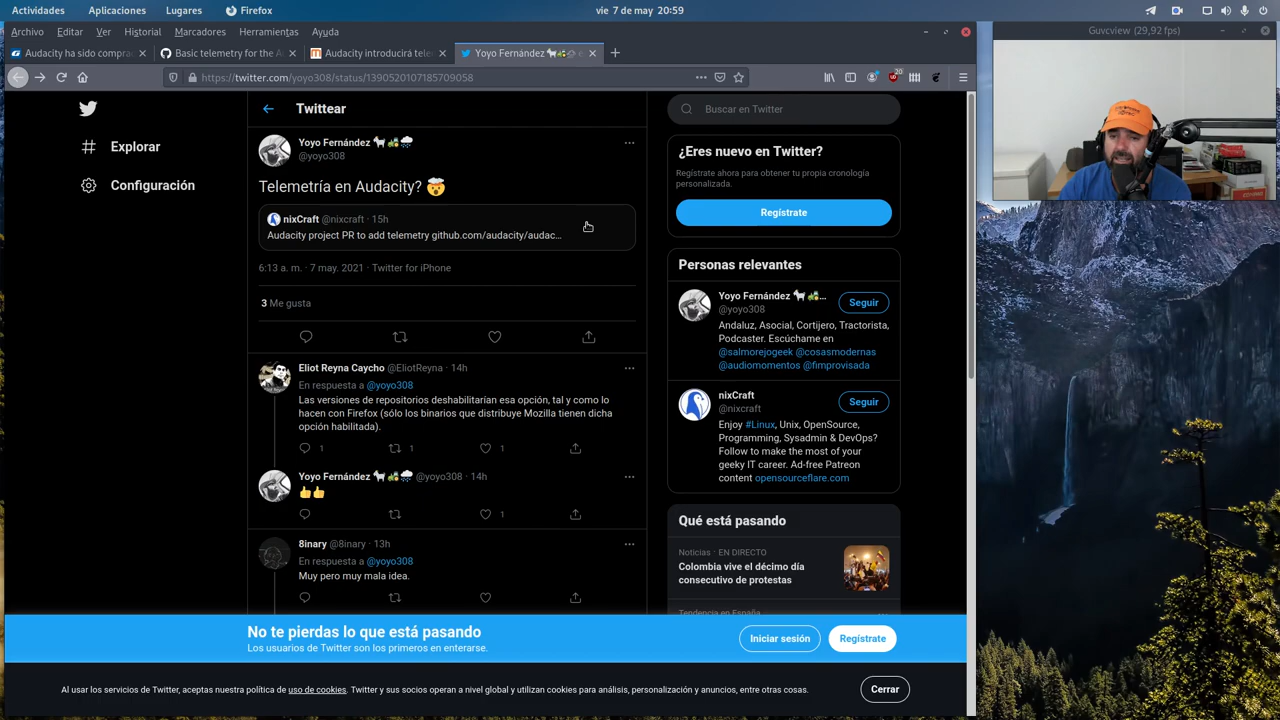 Actividades
Aplicaciones
Lugares
Firefox
vie 7 de may 20:59
Archivo
Editar
Ver
Historial
Marcadores
Herramientas
Ayuda
Guvcview (29,92 fps)
Audacity ha sido compra
Basic telemetry for the A
Audacity introducirá tele
Yoyo Fernández
https://twitter.com/yoyo308/status/1390520107185709058
20
Explorar
Configuración
Twittear
Yoyo Fernández
@yoyo308
Telemetría en Audacity?
nixCraft @nixcraft · 15h
Audacity project PR to add telemetry github.com/audacity/audac…
6:13 a. m. · 7 may. 2021 · Twitter for iPhone
3 Me gusta
Eliot Reyna Caycho @EliotReyna · 14h
En respuesta a @yoyo308
Las versiones de repositorios deshabilitarían esa opción, tal y como lo
hacen con Firefox (sólo los binarios que distribuye Mozilla tienen dicha
opción habilitada).
1
1
1
Yoyo Fernández @yoyo308 · 14h
1
8inary @8inary · 13h
En respuesta a @yoyo308
Muy pero muy mala idea.
Buscar en Twitter
¿Eres nuevo en Twitter?
Regístrate ahora para obtener tu propia cronología
personalizada.
Regístrate
Personas relevantes
Yoyo Fernández …
@yoyo308
Seguir
Andaluz, Asocial, Cortijero, Tractorista,
Podcaster. Escúchame en
@salmorejogeek @cosasmodernas
@audiomomentos @fimprovisada
nixCraft
@nixcraft
Seguir
Enjoy #Linux, Unix, OpenSource,
Programming, Sysadmin & DevOps?
Follow to make the most of your
geeky IT career. Ad-free Patreon
content opensourceflare.com
Qué está pasando
Noticias · EN DIRECTO
Colombia vive el décimo día
consecutivo de protestas
Tendencia en España
No te pierdas lo que está pasando
Los usuarios de Twitter son los primeros en enterarse.
Iniciar sesión
Regístrate
Al usar los servicios de Twitter, aceptas nuestra política de uso de cookies. Twitter y sus socios operan a nivel global y utilizan cookies para análisis, personalización y anuncios, entre otras cosas.
Cerrar